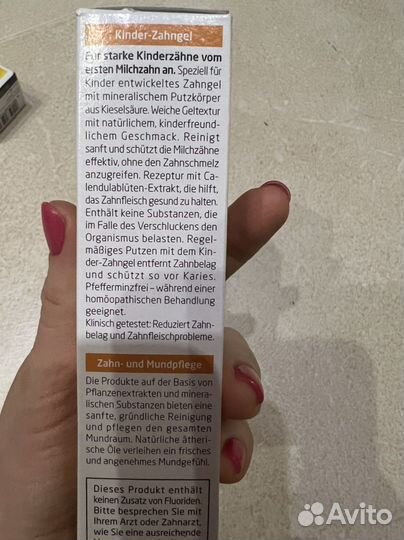 Kinder-Zahngel
Für starke Kinderzähne vom
ersten Milchzahn an. Speziell für
Kinder entwickeltes Zahngel
mit mineralischem Putzkörper
aus Kieselsäure. Weiche Geltextur
mit natürlichem, kinderfreund-
lichem Geschmack. Reinigt
sanft und schützt die Milchzähne
effektiv, ohne den Zahnschmelz
anzugreifen. Rezeptur mit Ca-
lendulablüten-Extrakt, die hilft,
das Zahnfleisch gesund zu halten.
Enthält keine Substanzen, die
im Falle des Verschluckens den
Organismus belasten. Regel-
mäßiges Putzen mit dem Kin-
der-Zahngel entfernt Zahnbelag
und schützt so vor Karies.
Pfefferminzfrei – während einer
homöopathischen Behandlung
geeignet.
Klinisch getestet: Reduziert Zahn-
belag und Zahnfleischprobleme.
Zahn- und Mundpflege
Die Produkte auf der Basis von
Pflanzenextrakten und minera-
lischen Substanzen bieten eine
sanfte, gründliche Reinigung
und pflegen den gesamten
Mundraum. Natürliche ätheri-
sche Öle verleihen ein frisches
und angenehmes Mundgefühl.
Dieses Produkt enthält
keinen Zusatz von Fluoriden.
Bitte besprechen Sie mit
Ihrem Arzt oder Zahnarzt,
wie Sie eine ausreichende
Avito